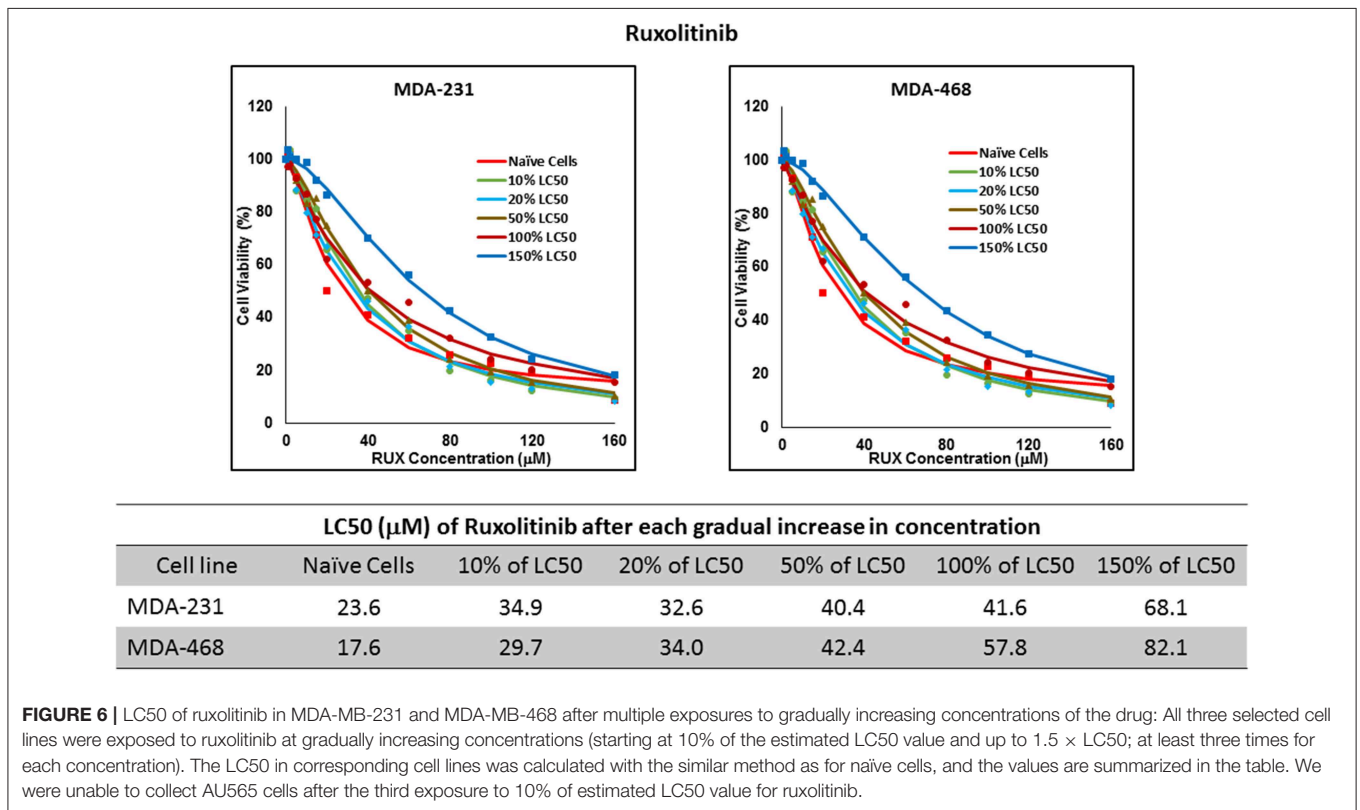 Ruxolitinib
MDA-231
120
100
80
60
40
20
0
Cell Viability (%)
0 40 80 120 160
RUX Concentration (μM)
Naïve Cells
10% LC50
20% LC50
50% LC50
100% LC50
150% LC50
MDA-468
120
100
80
60
40
20
0
Cell Viability (%)
0 40 80 120 160
RUX Concentration (μM)
Naïve Cells
10% LC50
20% LC50
50% LC50
100% LC50
150% LC50
LC50 (μM) of Ruxolitinib after each gradual increase in concentration
Cell line Naïve Cells 10% of LC50 20% of LC50 50% of LC50 100% of LC50 150% of LC50
MDA-231 23.6 34.9 32.6 40.4 41.6 68.1
MDA-468 17.6 29.7 34.0 42.4 57.8 82.1
FIGURE 6 | LC50 of ruxolitinib in MDA-MB-231 and MDA-MB-468 after multiple exposures to gradually increasing concentrations of the drug: All three selected cell
lines were exposed to ruxolitinib at gradually increasing concentrations (starting at 10% of the estimated LC50 value and up to 1.5 × LC50; at least three times for
each concentration). The LC50 in corresponding cell lines was calculated with the similar method as for naïve cells, and the values are summarized in the table. We
were unable to collect AU565 cells after the third exposure to 10% of estimated LC50 value for ruxolitinib.